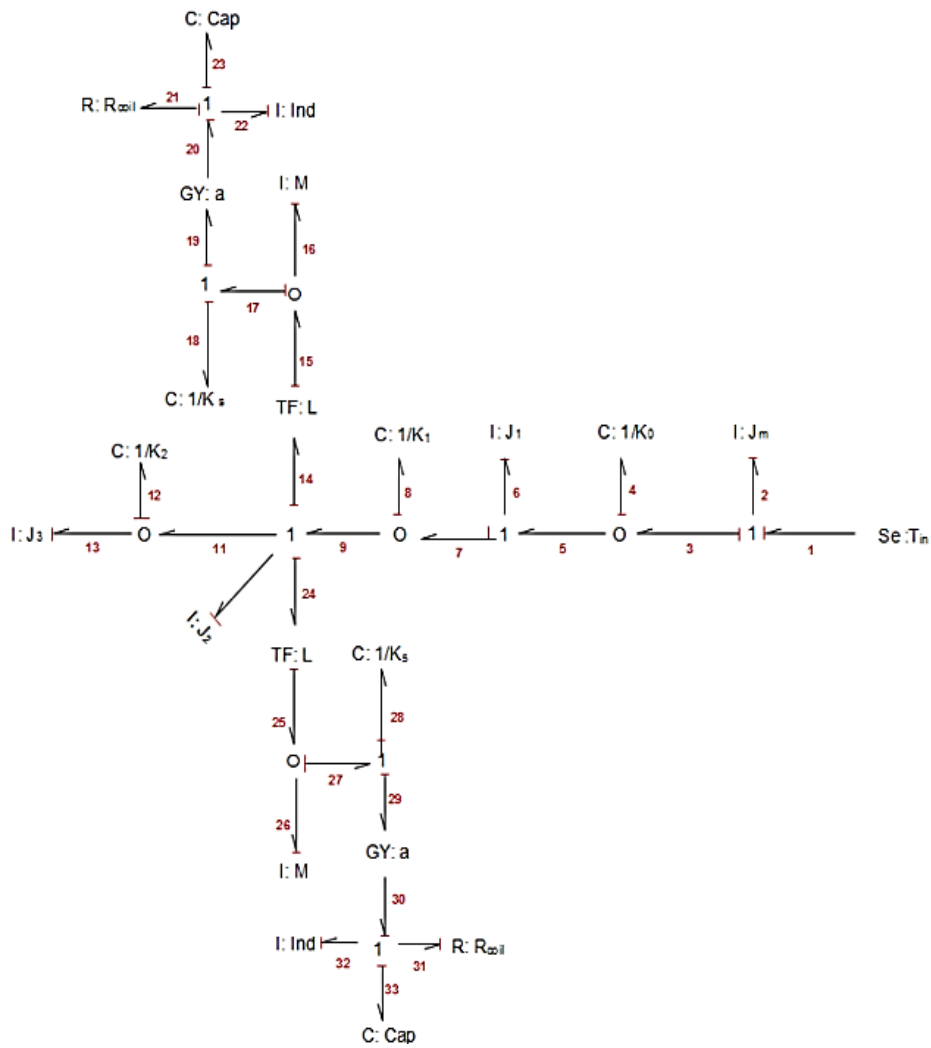 C: Cap
23
R: Rcoil 21 1 22 I: Ind
20
GY: a I: M
19 16
1 17 O
18 15
C: 1/Ks TF: L
C: 1/K2 C: 1/K1 I: J1 C: 1/K0 I: Jm
12 14 8 6 4 2
I: J3 13 O 11 1 9 O 7 1 5 O 3 1 1 Se: Tin
I: J2 24
TF: L C: 1/Ks
25 28
O 27 1
26 29
I: M GY: a
30
I: Ind 32 1 31 R: Rcoil
33
C: Cap